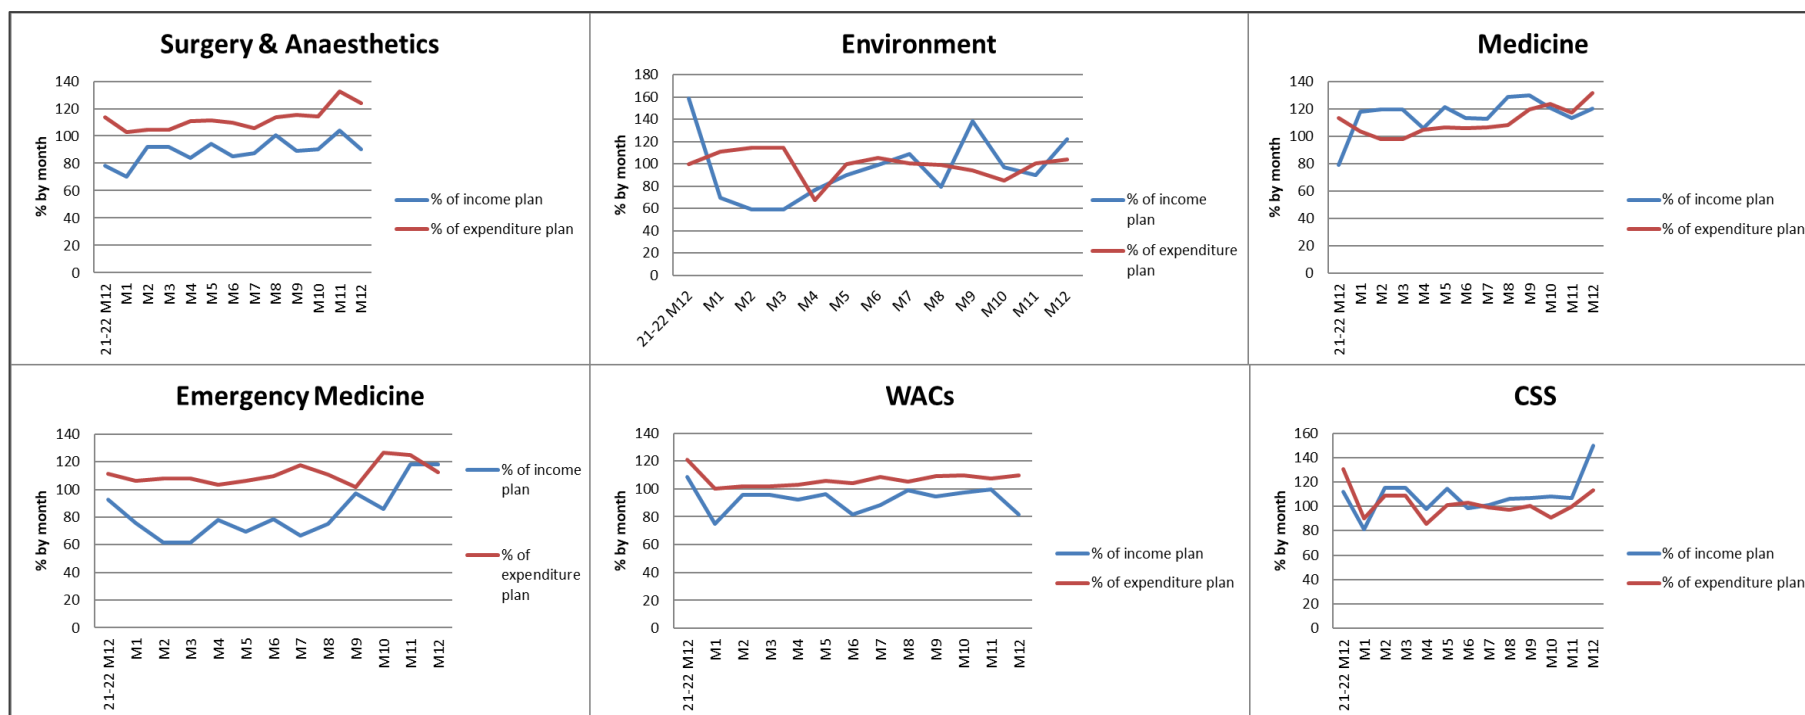 Surgery & Anaesthetics
% by month
140
120
100
80
60
40
20
0
21-22 M12
M1
M2
M3
M4
M5
M6
M7
M8
M9
M10
M11
M12
% of income plan
% of expenditure plan
Environment
% by month
180
160
140
120
100
80
60
40
20
0
21-22 M12
M1
M2
M3
M4
M5
M6
M7
M8
M9
M10
M11
M12
% of income
plan
% of expenditure
plan
Medicine
% by month
140
120
100
80
60
40
20
0
21-22 M12
M1
M2
M3
M4
M5
M6
M7
M8
M9
M10
M11
M12
% of income plan
% of expenditure plan
Emergency Medicine
% by month
140
120
100
80
60
40
20
0
21-22 M12
M1
M2
M3
M4
M5
M6
M7
M8
M9
M10
M11
M12
% of income
plan
% of
expenditure
plan
WACs
% by month
140
120
100
80
60
40
20
0
21-22 M12
M1
M2
M3
M4
M5
M6
M7
M8
M9
M10
M11
M12
% of income plan
% of expenditure plan
CSS
% by month
160
140
120
100
80
60
40
20
0
21-22 M12
M1
M2
M3
M4
M5
M6
M7
M8
M9
M10
M11
M12
% of income plan
% of expenditure plan